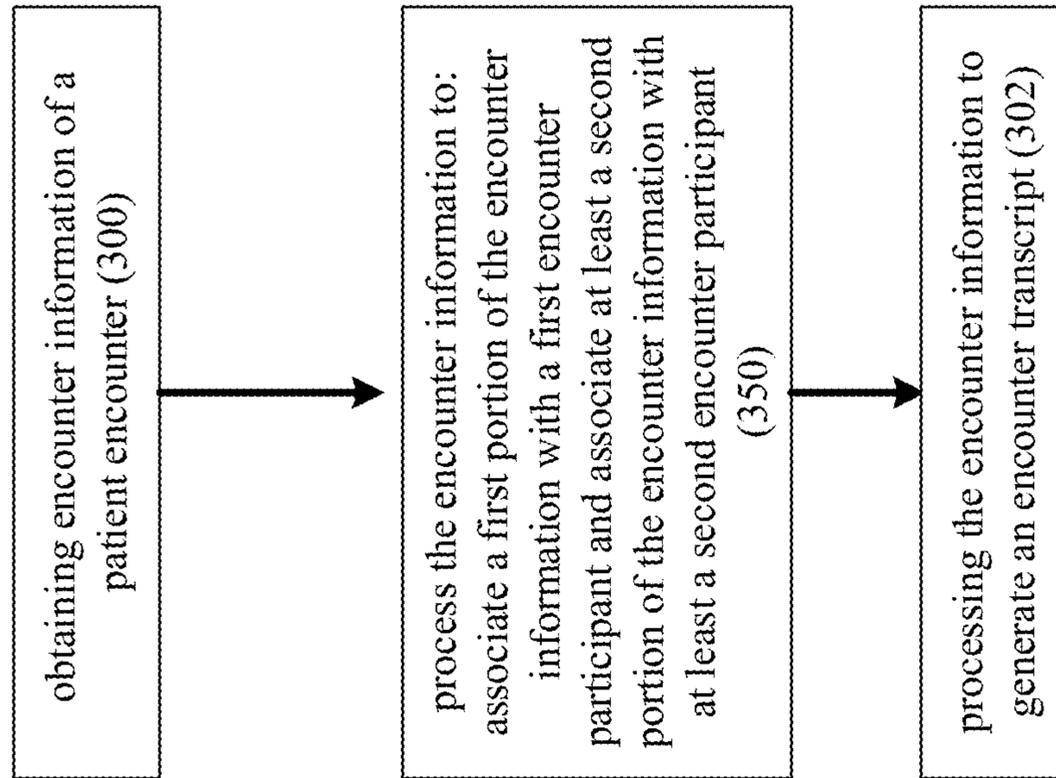 obtaining encounter information of a
patient encounter (300)
process the encounter information to:
associate a first portion of the encounter
information with a first encounter
participant and associate at least a second
portion of the encounter information with
at least a second encounter participant
(350)
processing the encounter information to
generate an encounter transcript (302)